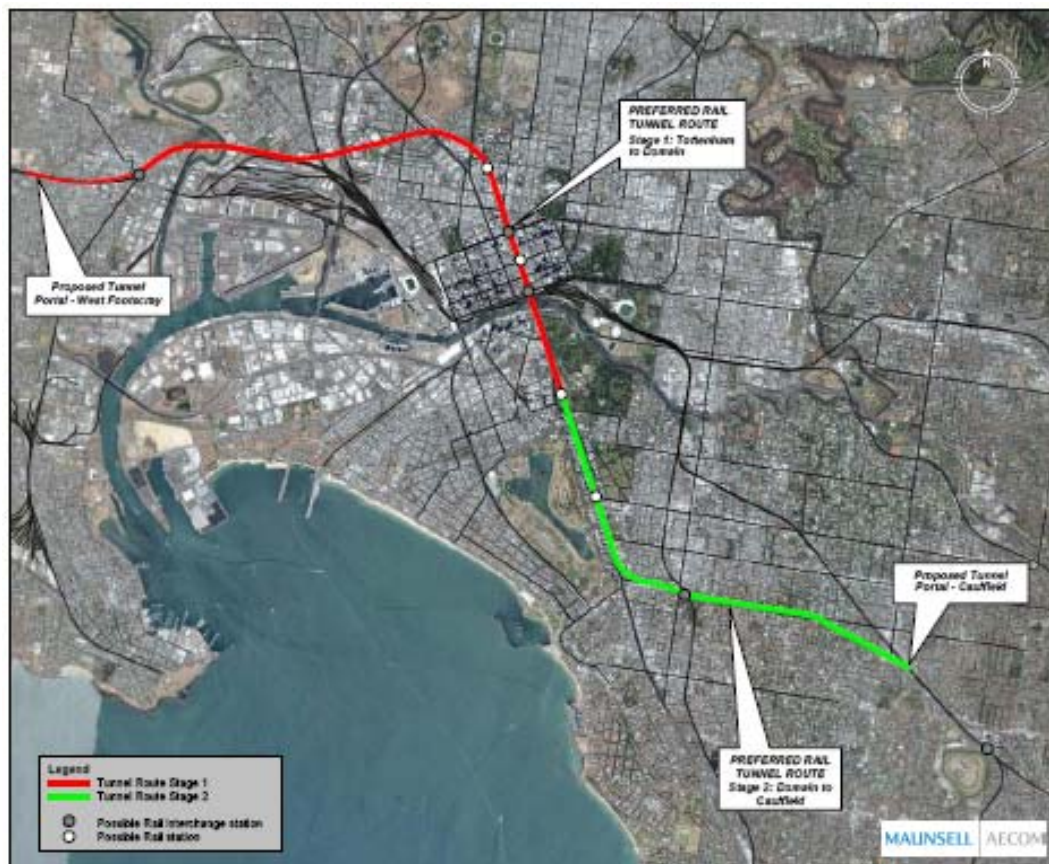 N
PREFERRED RAIL
TUNNEL ROUTE
Stage 1: Tottenham
to Domain
Proposed Tunnel
Portal - West Footscray
Proposed Tunnel
Portal - Caulfield
PREFERRED RAIL
TUNNEL ROUTE
Stage 2: Domain to
Caulfield
Legend
Tunnel Route Stage 1
Tunnel Route Stage 2
Possible Rail Interchange station
Possible Rail station
MAUNSELL AECOM